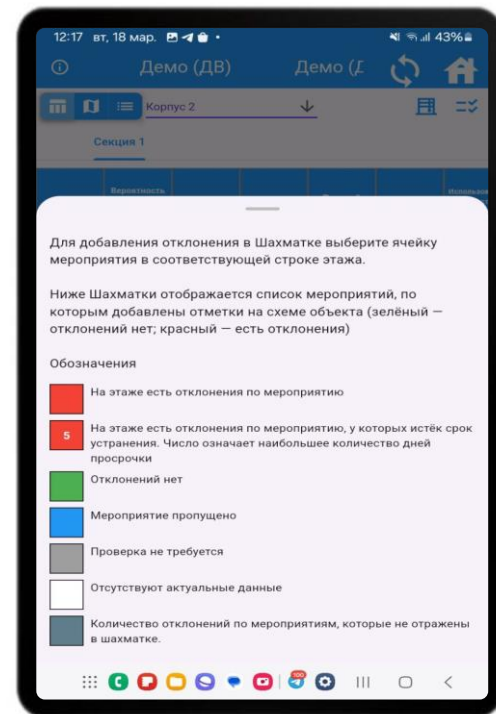 12:17 вт, 18 мар.
43%
Демо (ДВ)
Демо (Д
Корпус 2
Секция 1
Вероятность
Для добавления отклонения в Шахматке выберите ячейку
мероприятия в соответствующей строке этажа.
Ниже Шахматки отображается список мероприятий, по
которым добавлены отметки на схеме объекта (зелёный —
отклонений нет; красный — есть отклонения)
Обозначения
На этаже есть отклонения по мероприятию
5
На этаже есть отклонения по мероприятию, у которых истёк срок
устранения. Число означает наибольшее количество дней
просрочки
Отклонений нет
Мероприятие пропущено
Проверка не требуется
Отсутствуют актуальные данные
Количество отклонений по мероприятиям, которые не отражены
в шахматке.
100